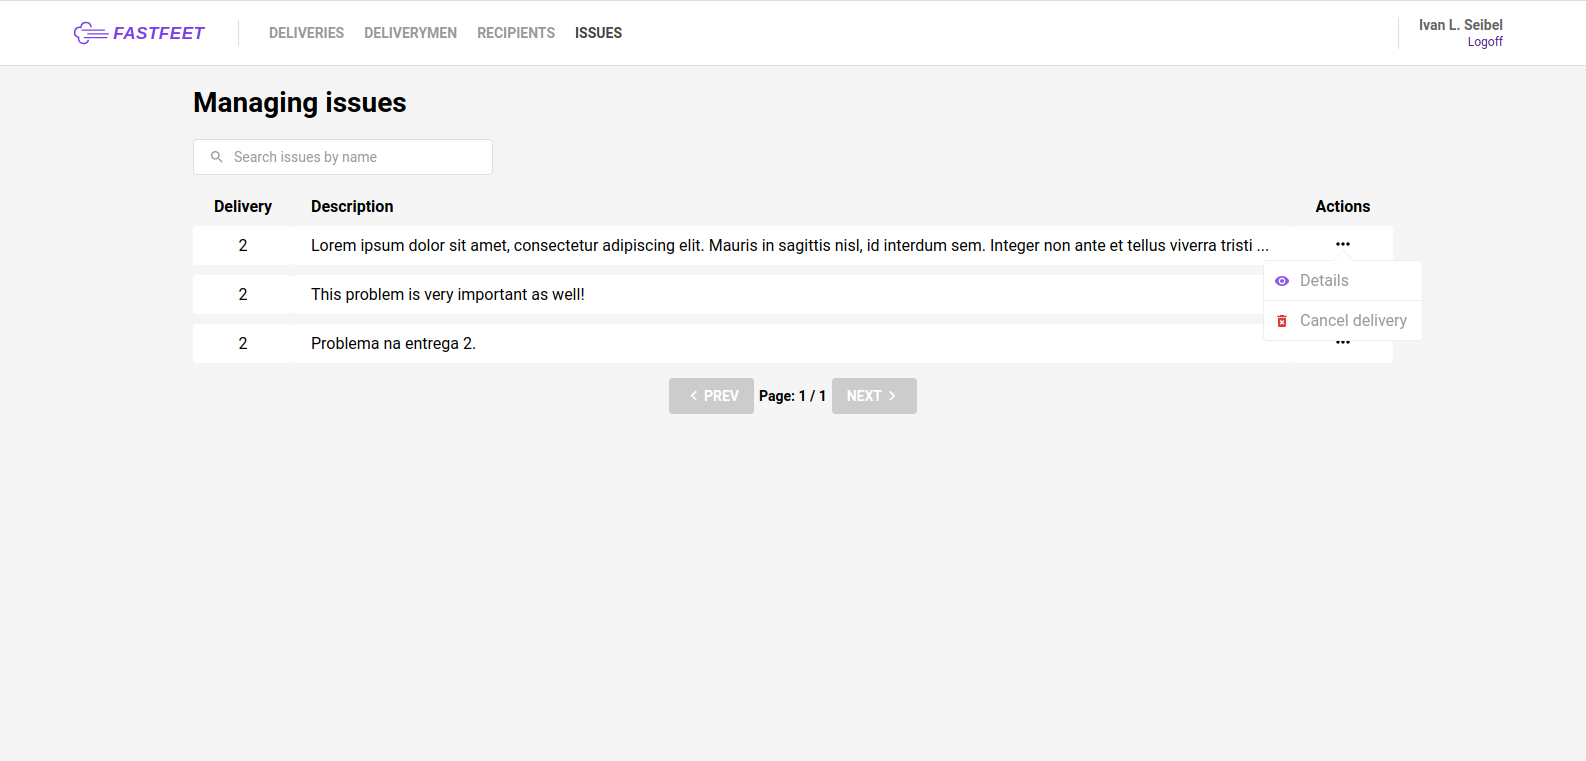 FASTFEET DELIVERIES DELIVERYMEN RECIPIENTS ISSUES Ivan L. Seibel
Logoff
Managing issues
Search issues by name
Delivery Description Actions
2 Lorem ipsum dolor sit amet, consectetur adipiscing elit. Mauris in sagittis nisl, id interdum sem. Integer non ante et tellus viverra tristi ... •••
Details
2 This problem is very important as well!
Cancel delivery
2 Problema na entrega 2. •••
PREV Page: 1 / 1 NEXT